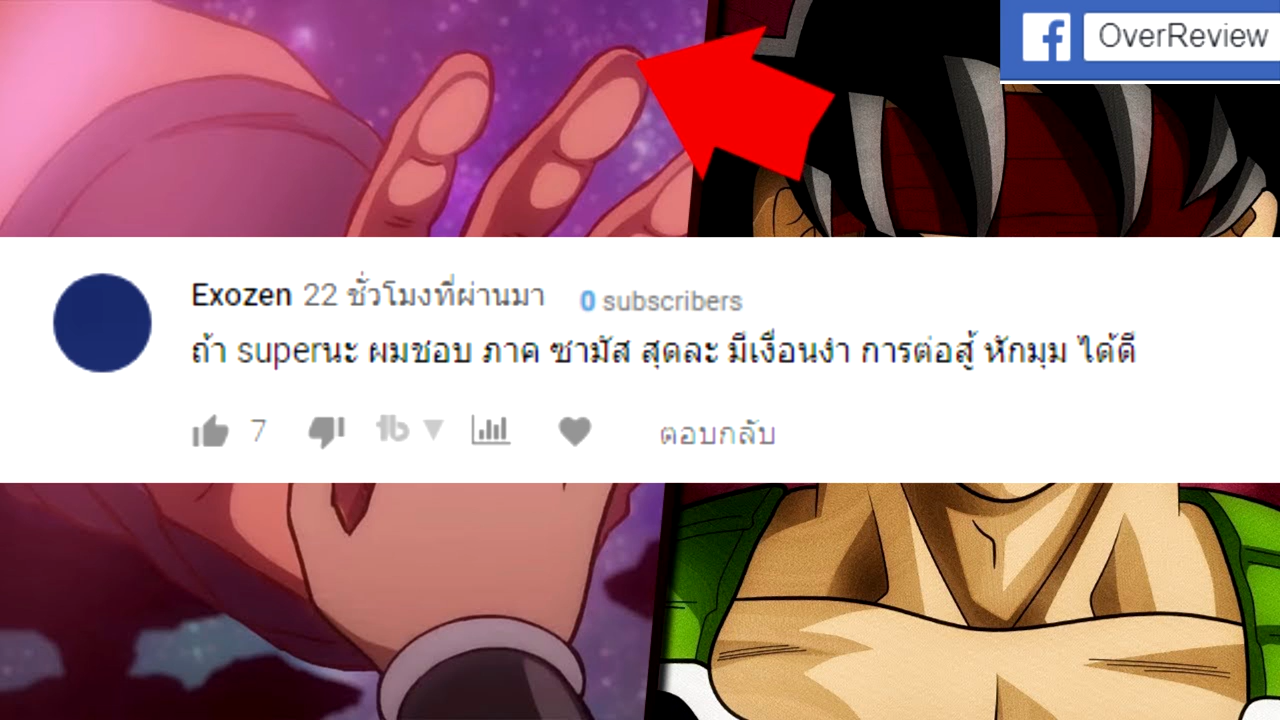 OverReview
Exozen 22 ชั่วโมงที่ผ่านมา 0 subscribers
ถ้า superนะ ผมชอบ ภาค ซามัส สุดละ มีเงื่อนงำ การต่อสู้ หักมุม ได้ดี
7 ตอบกลับ